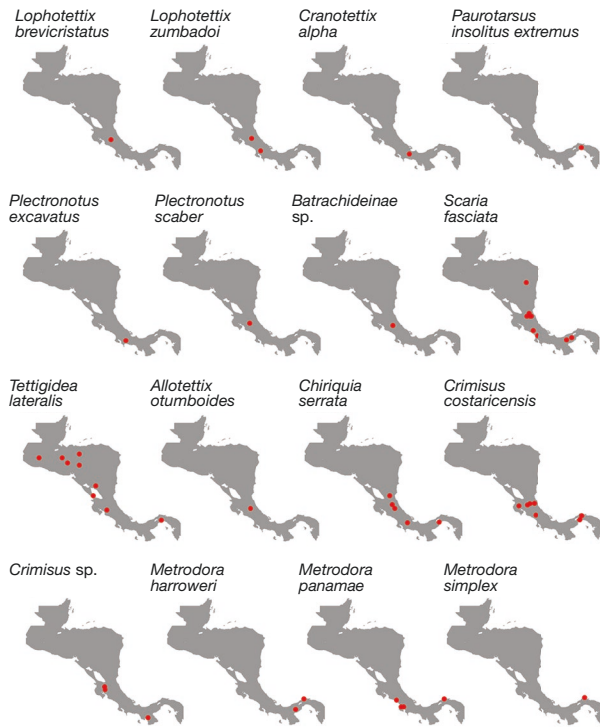 Lophotettix
brevicristatus
Lophotettix
zumbadoi
Cranotettix
alpha
Paurotarsus
insolitus extremus
Plectronotus
excavatus
Plectronotus
scaber
Batrachideinae
sp.
Scaria
fasciata
Tettigidea
lateralis
Allotettix
otumboides
Chiriquia
serrata
Crimisus
costaricensis
Crimisus sp.
Metrodora
harroweri
Metrodora
panamae
Metrodora
simplex